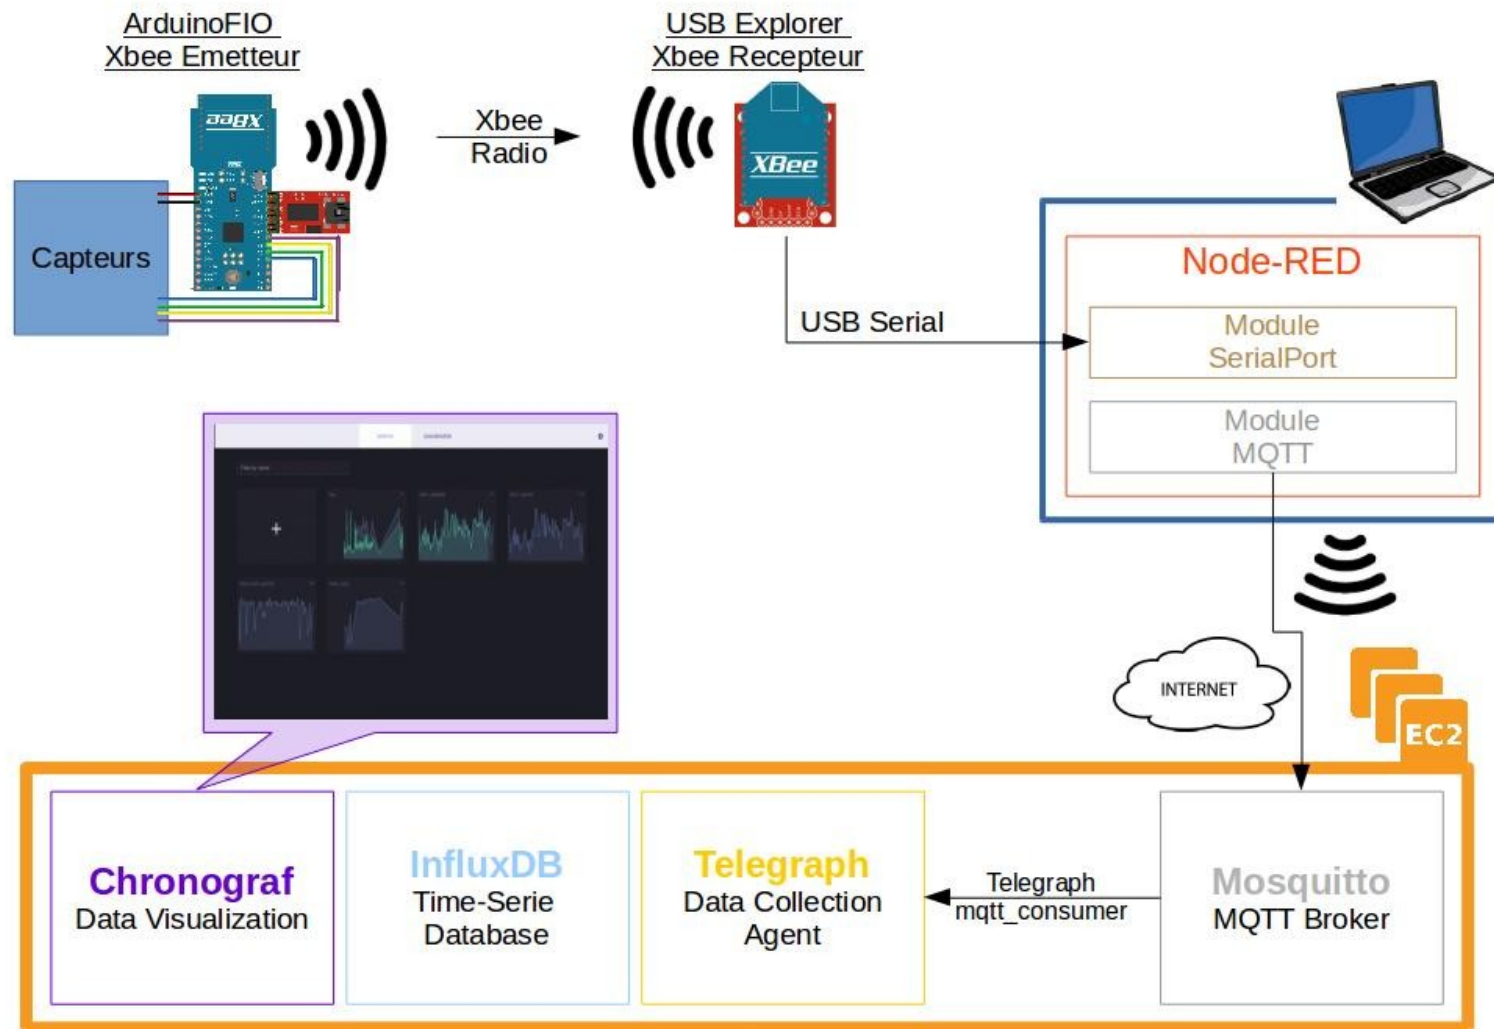 ArduinoFIO
Xbee Emetteur
USB Explorer
Xbee Recepteur
XBee
Xbee
Radio
XBee
Capteurs
Node-RED
USB Serial
Module
SerialPort
Module
MQTT
INTERNET
EC2
Chronograf
Data Visualization
InfluxDB
Time-Serie
Database
Telegraph
Data Collection
Agent
Telegraph
mqtt_consumer
Mosquitto
MQTT Broker